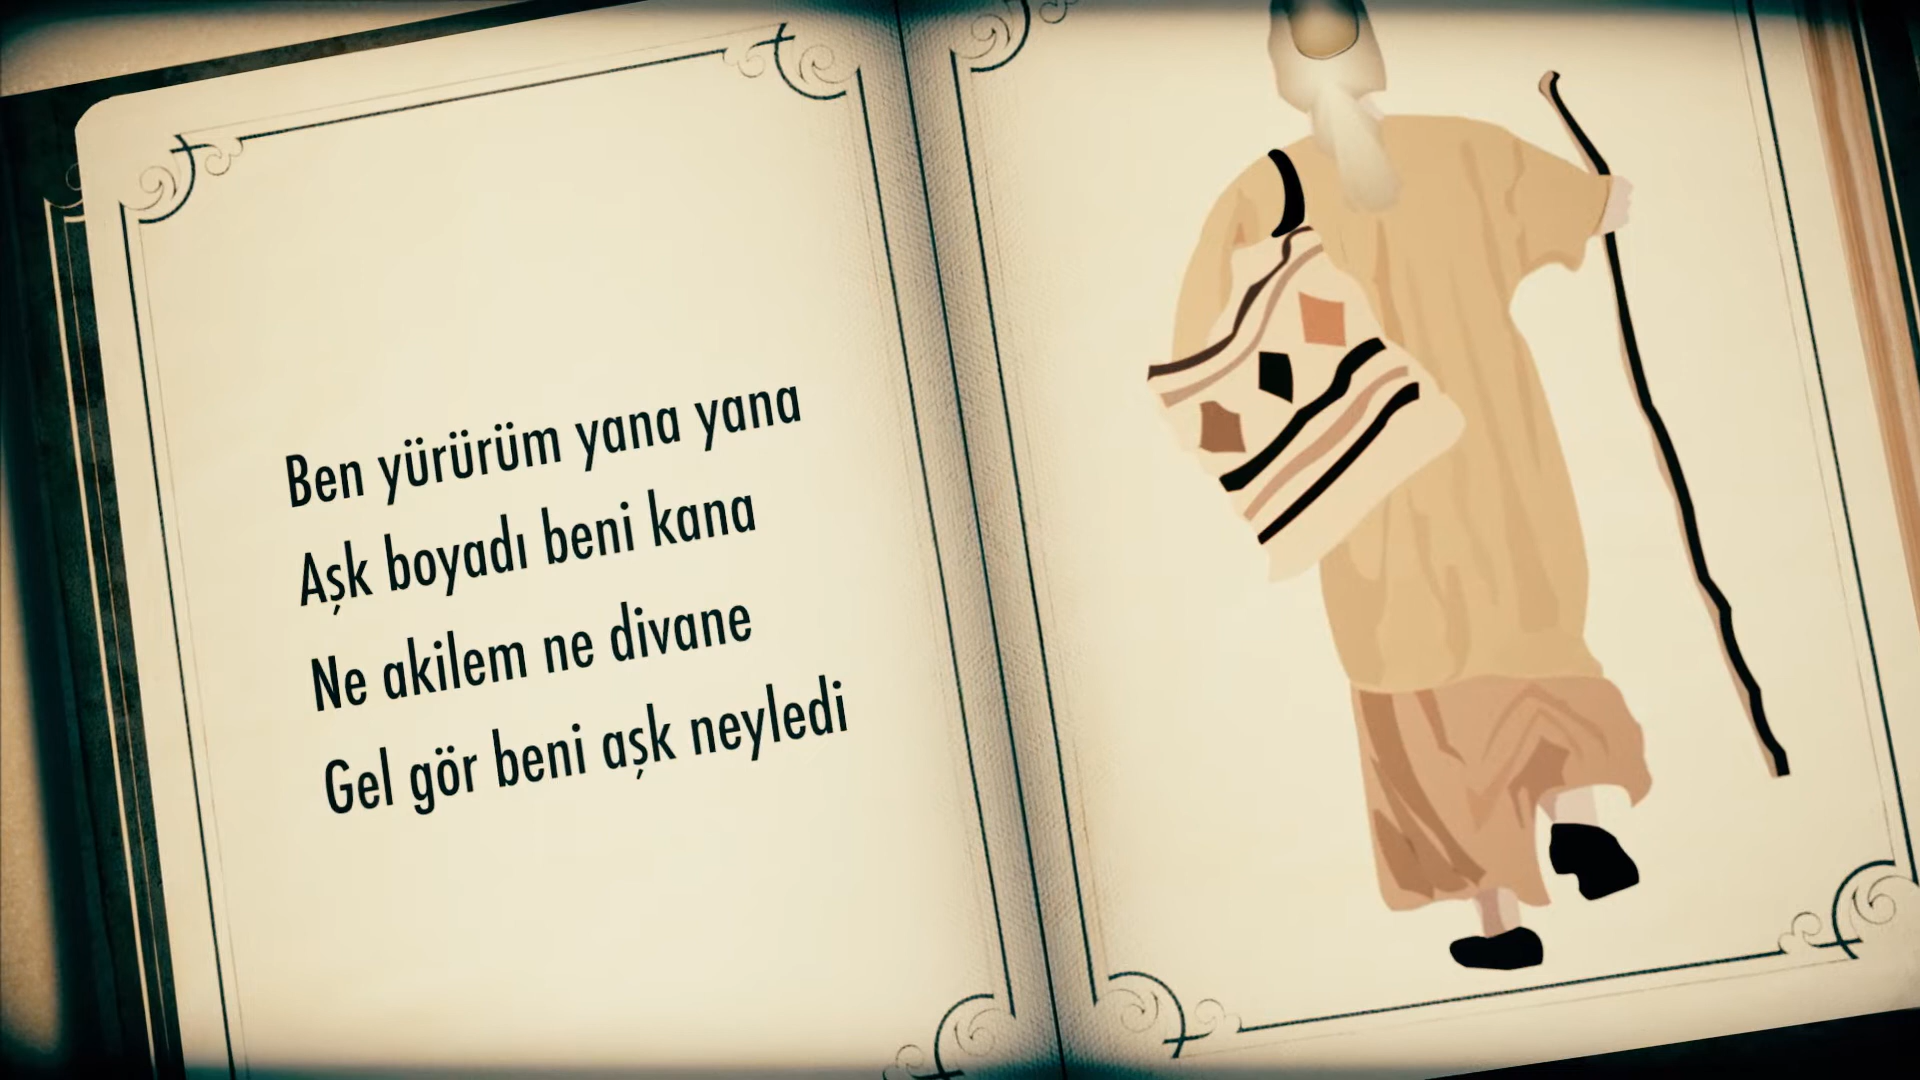 Ben yürürüm yana yana
Aşk boyadı beni kana
Ne akilem ne divane
Gel gör beni aşk neyledi